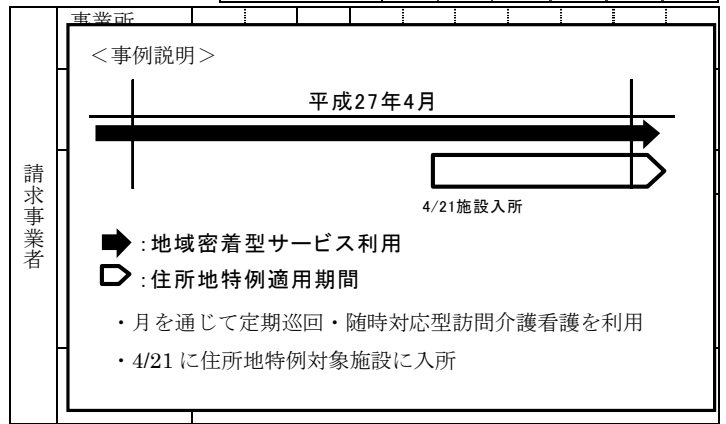 事業所
＜事例説明＞
平成27年4月
4/21施設入所
請求事業者
:地域密着型サービス利用
:住所地特例適用期間
・月を通じて定期巡回・随時対応型訪問介護看護を利用
・4/21に住所地特例対象施設に入所